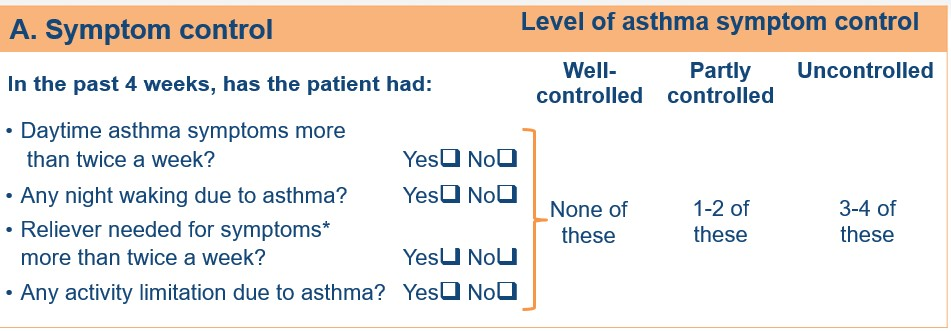 A. Symptom control
Level of asthma symptom control
In the past 4 weeks, has the patient had:
Well-
controlled
Partly
controlled
Uncontrolled
• Daytime asthma symptoms more
than twice a week?
Yes❑ No❑
• Any night waking due to asthma?
Yes❑ No❑
• Reliever needed for symptoms*
more than twice a week?
Yes❑ No❑
• Any activity limitation due to asthma?
Yes❑ No❑
None of
these
1-2 of
these
3-4 of
these